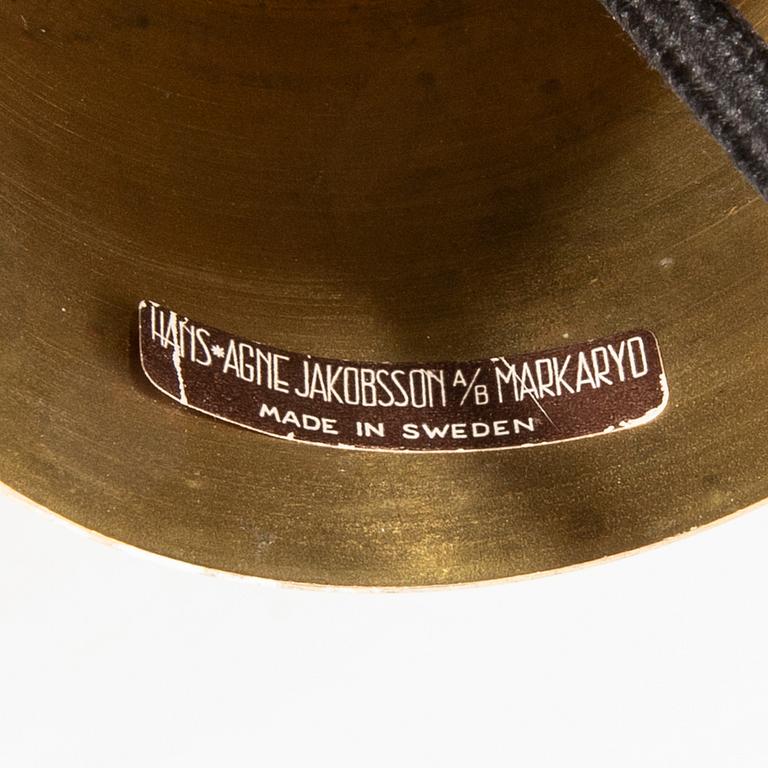 HANS*AGNE JAKOBSSON A/B MARKARYD
MADE IN SWEDEN